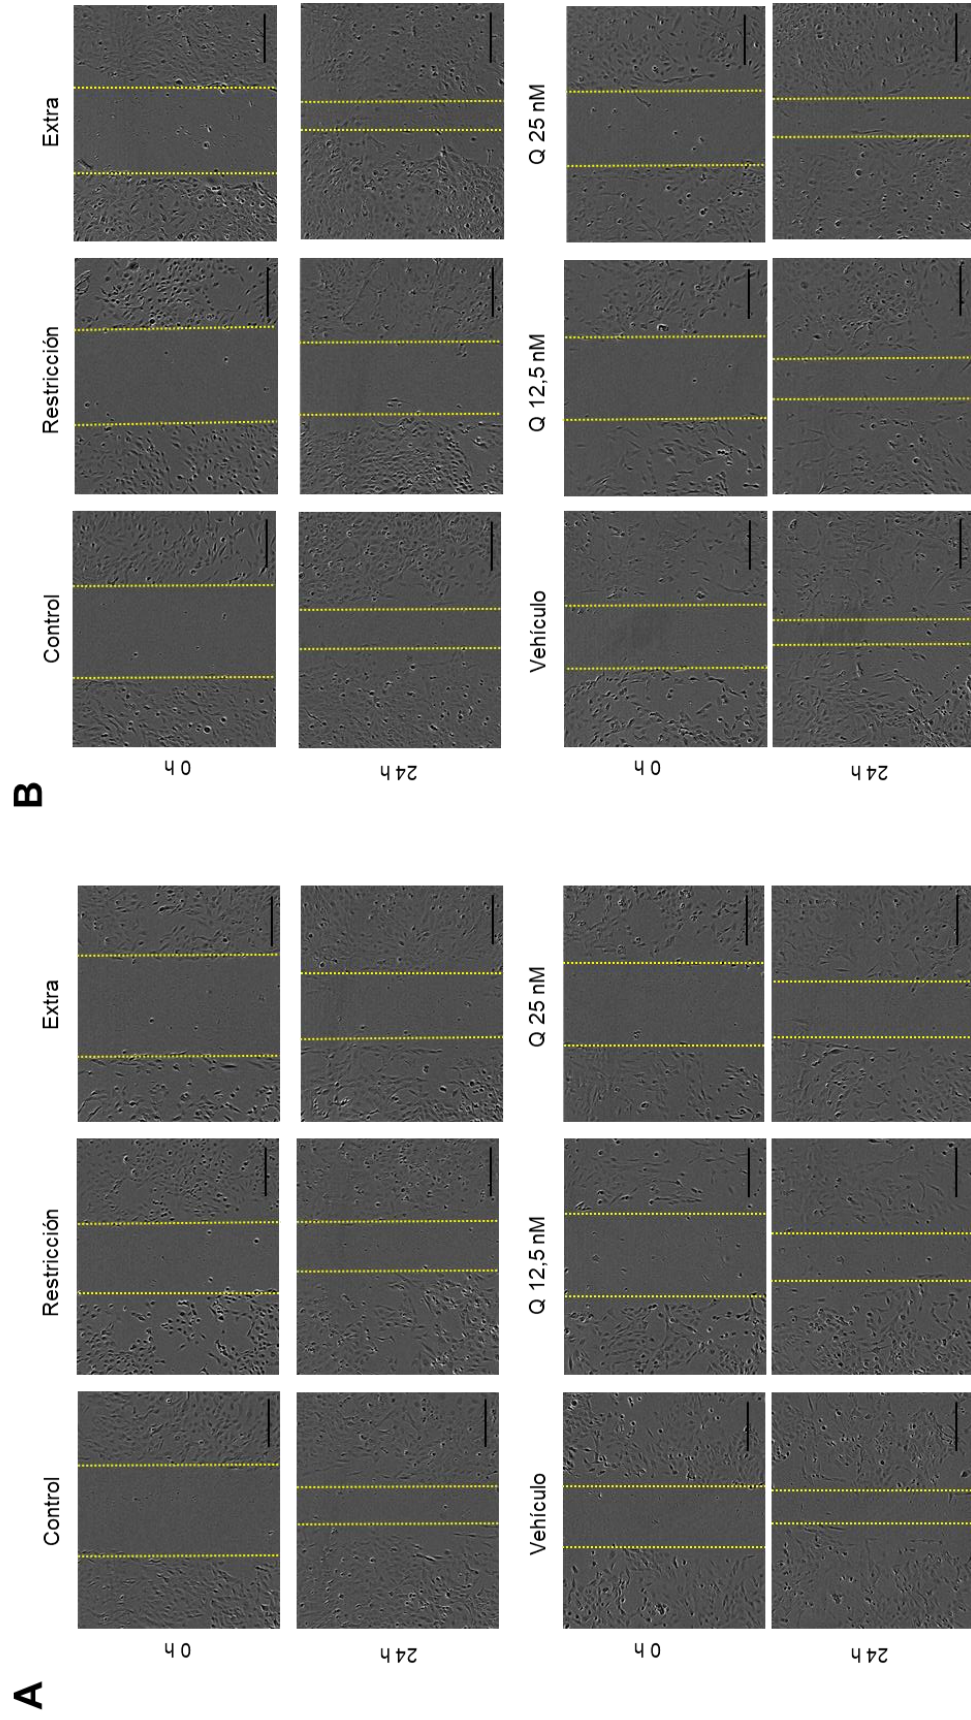 A
Control
Restricción
Extra
0 h
24 h
Vehículo
Q 12,5 nM
Q 25 nM
0 h
24 h
B
Control
Restricción
Extra
0 h
24 h
Vehículo
Q 12,5 nM
Q 25 nM
0 h
24 h